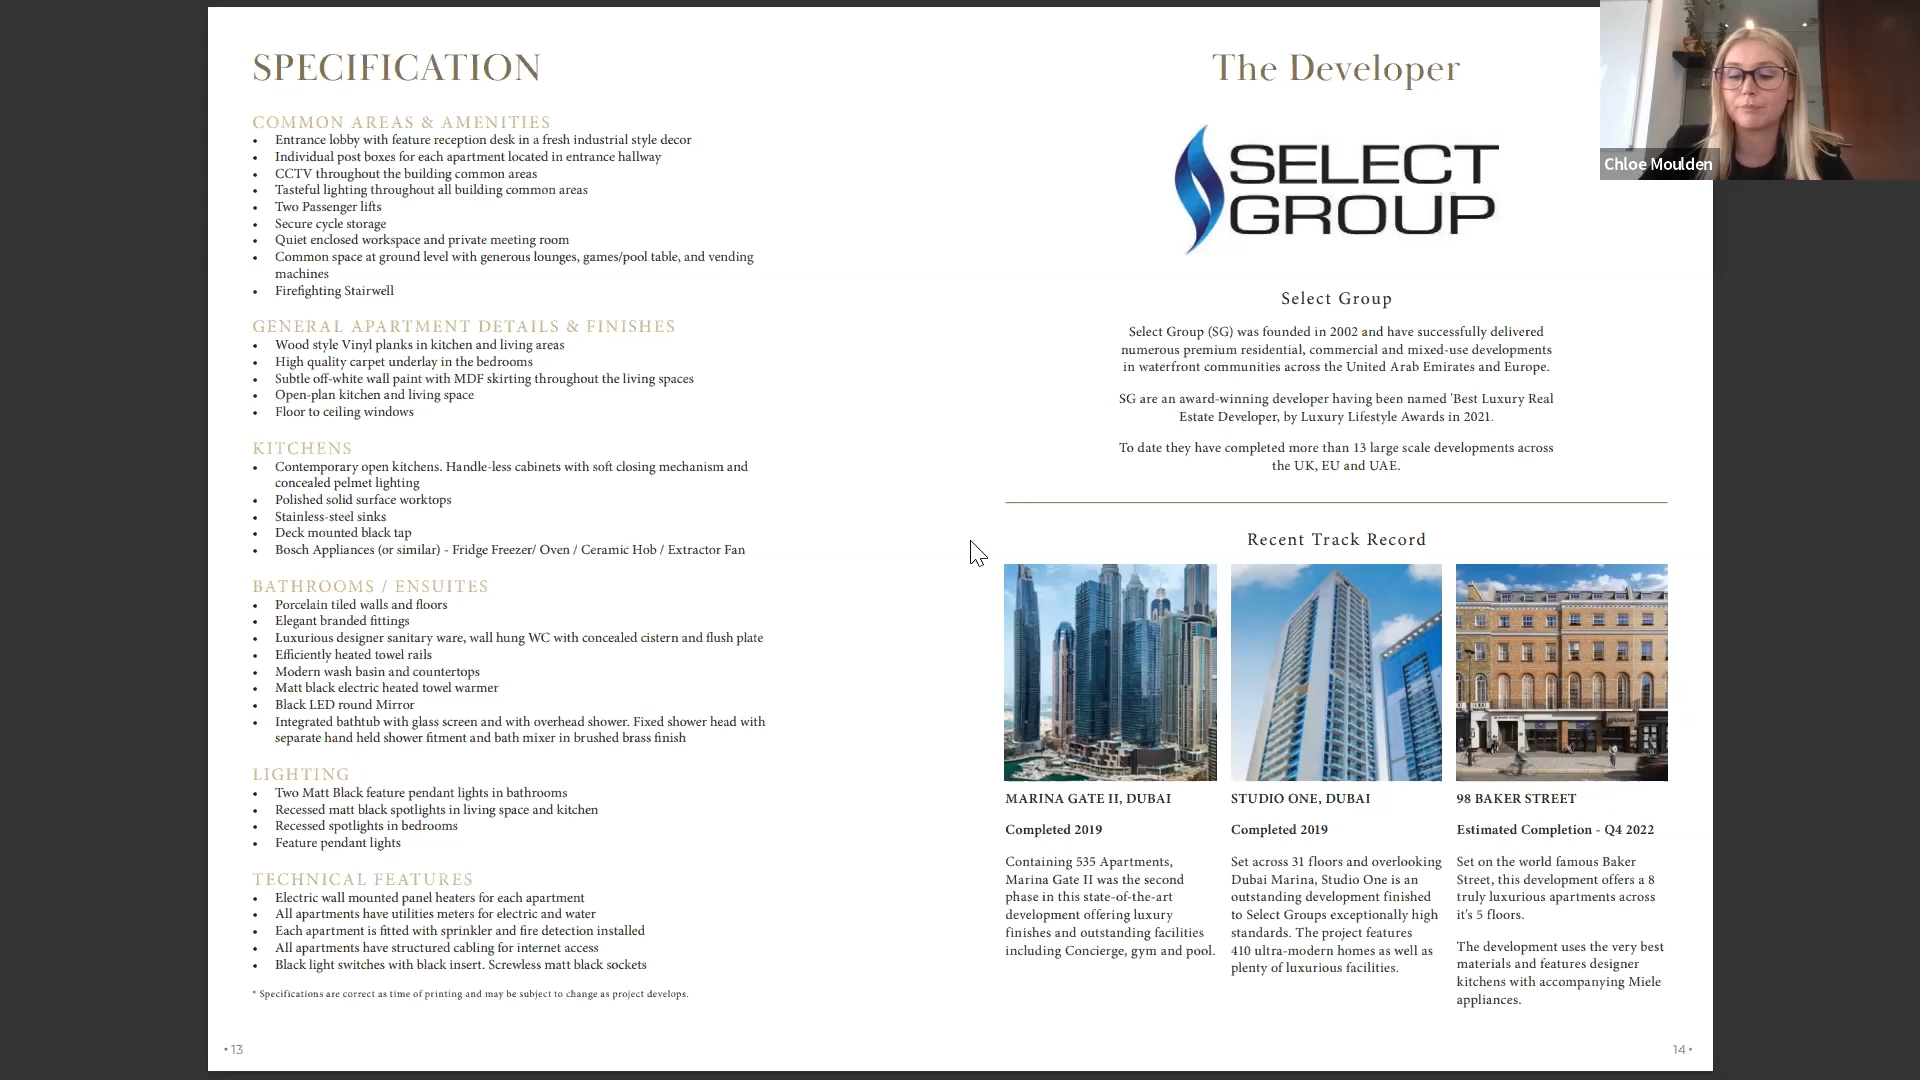 SPECIFICATION
COMMON AREAS & AMENITIES
• Entrance lobby with feature reception desk in a fresh industrial style decor
• Individual post boxes for each apartment located in entrance hallway
• CCTV throughout the building common areas
• Tasteful lighting throughout all building common areas
• Two Passenger lifts
• Secure cycle storage
• Quiet enclosed workspace and private meeting room
• Common space at ground level with generous lounges, games/pool table, and vending
machines
• Firefighting Stairwell
GENERAL APARTMENT DETAILS & FINISHES
• Wood style Vinyl planks in kitchen and living areas
• High quality carpet underlay in the bedrooms
• Subtle off-white wall paint with MDF skirting throughout the living spaces
• Open-plan kitchen and living space
• Floor to ceiling windows
KITCHENS
• Contemporary open kitchens. Handle-less cabinets with soft closing mechanism and
concealed pelmet lighting
• Polished solid surface worktops
• Stainless-steel sinks
• Deck mounted black tap
• Bosch Appliances (or similar) - Fridge Freezer/ Oven / Ceramic Hob / Extractor Fan
BATHROOMS / ENSUITES
• Porcelain tiled walls and floors
• Elegant branded fittings
• Luxurious designer sanitary ware, wall hung WC with concealed cistern and flush plate
• Efficiently heated towel rails
• Modern wash basin and countertops
• Matt black electric heated towel warmer
• Black LED round Mirror
• Integrated bathtub with glass screen and with overhead shower. Fixed shower head with
separate hand held shower fitment and bath mixer in brushed brass finish
LIGHTING
• Two Matt Black feature pendant lights in bathrooms
• Recessed matt black spotlights in living space and kitchen
• Recessed spotlights in bedrooms
• Feature pendant lights
TECHNICAL FEATURES
• Electric wall mounted panel heaters for each apartment
• All apartments have utilities meters for electric and water
• Each apartment is fitted with sprinkler and fire detection installed
• All apartments have structured cabling for internet access
• Black light switches with black insert. Screwless matt black sockets
* Specifications are correct as time of printing and may be subject to change as project develops.
• 13
The Developer
SELECT
GROUP
Select Group
Select Group (SG) was founded in 2002 and have successfully delivered
numerous premium residential, commercial and mixed-use developments
in waterfront communities across the United Arab Emirates and Europe.
SG are an award-winning developer having been named 'Best Luxury Real
Estate Developer, by Luxury Lifestyle Awards in 2021.
To date they have completed more than 13 large scale developments across
the UK, EU and UAE.
Recent Track Record
MARINA GATE II, DUBAI
Completed 2019
Containing 535 Apartments,
Marina Gate II was the second
phase in this state-of-the-art
development offering luxury
finishes and outstanding facilities
including Concierge, gym and pool.
STUDIO ONE, DUBAI
Completed 2019
Set across 31 floors and overlooking
Dubai Marina, Studio One is an
outstanding development finished
to Select Groups exceptionally high
standards. The project features
410 ultra-modern homes as well as
plenty of luxurious facilities.
98 BAKER STREET
Estimated Completion - Q4 2022
Set on the world famous Baker
Street, this development offers a 8
truly luxurious apartments across
it's 5 floors.
The development uses the very best
materials and features designer
kitchens with accompanying Miele
appliances.
14 •
Chloe Moulden